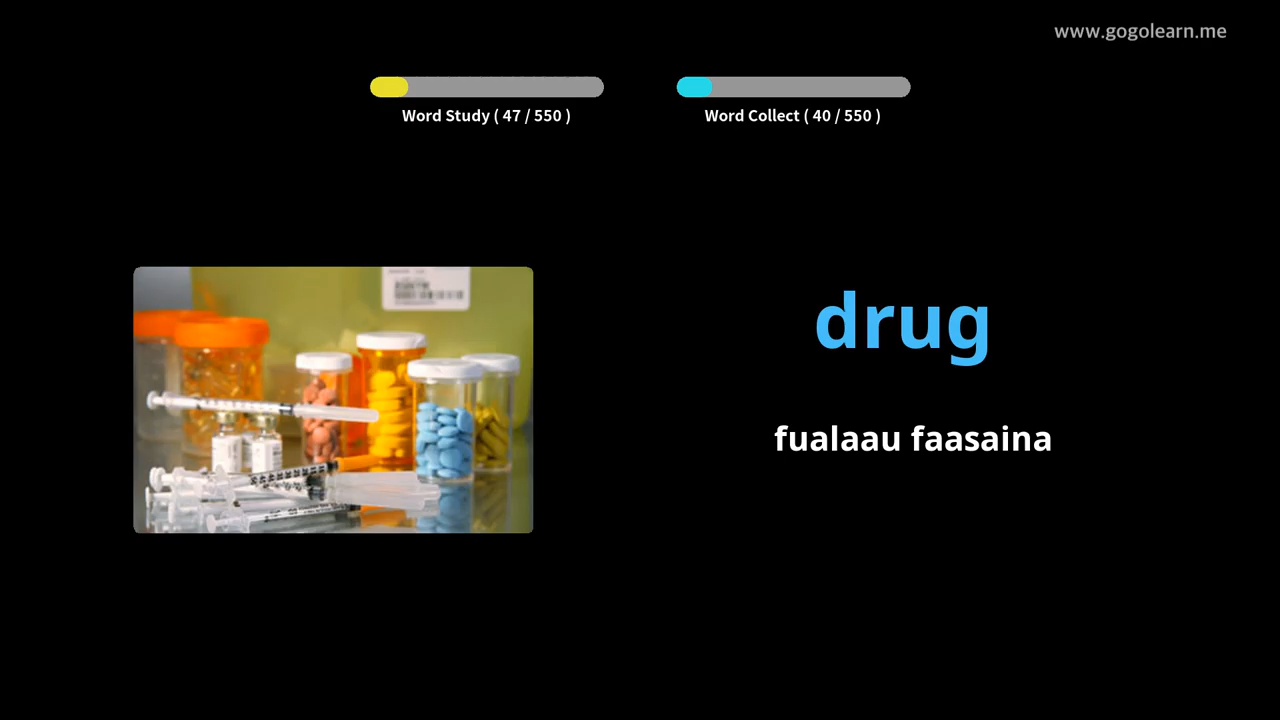 www.gogolearn.me
Word Study ( 47 / 550 )
Word Collect ( 40 / 550 )
drug
fualaau faasaina